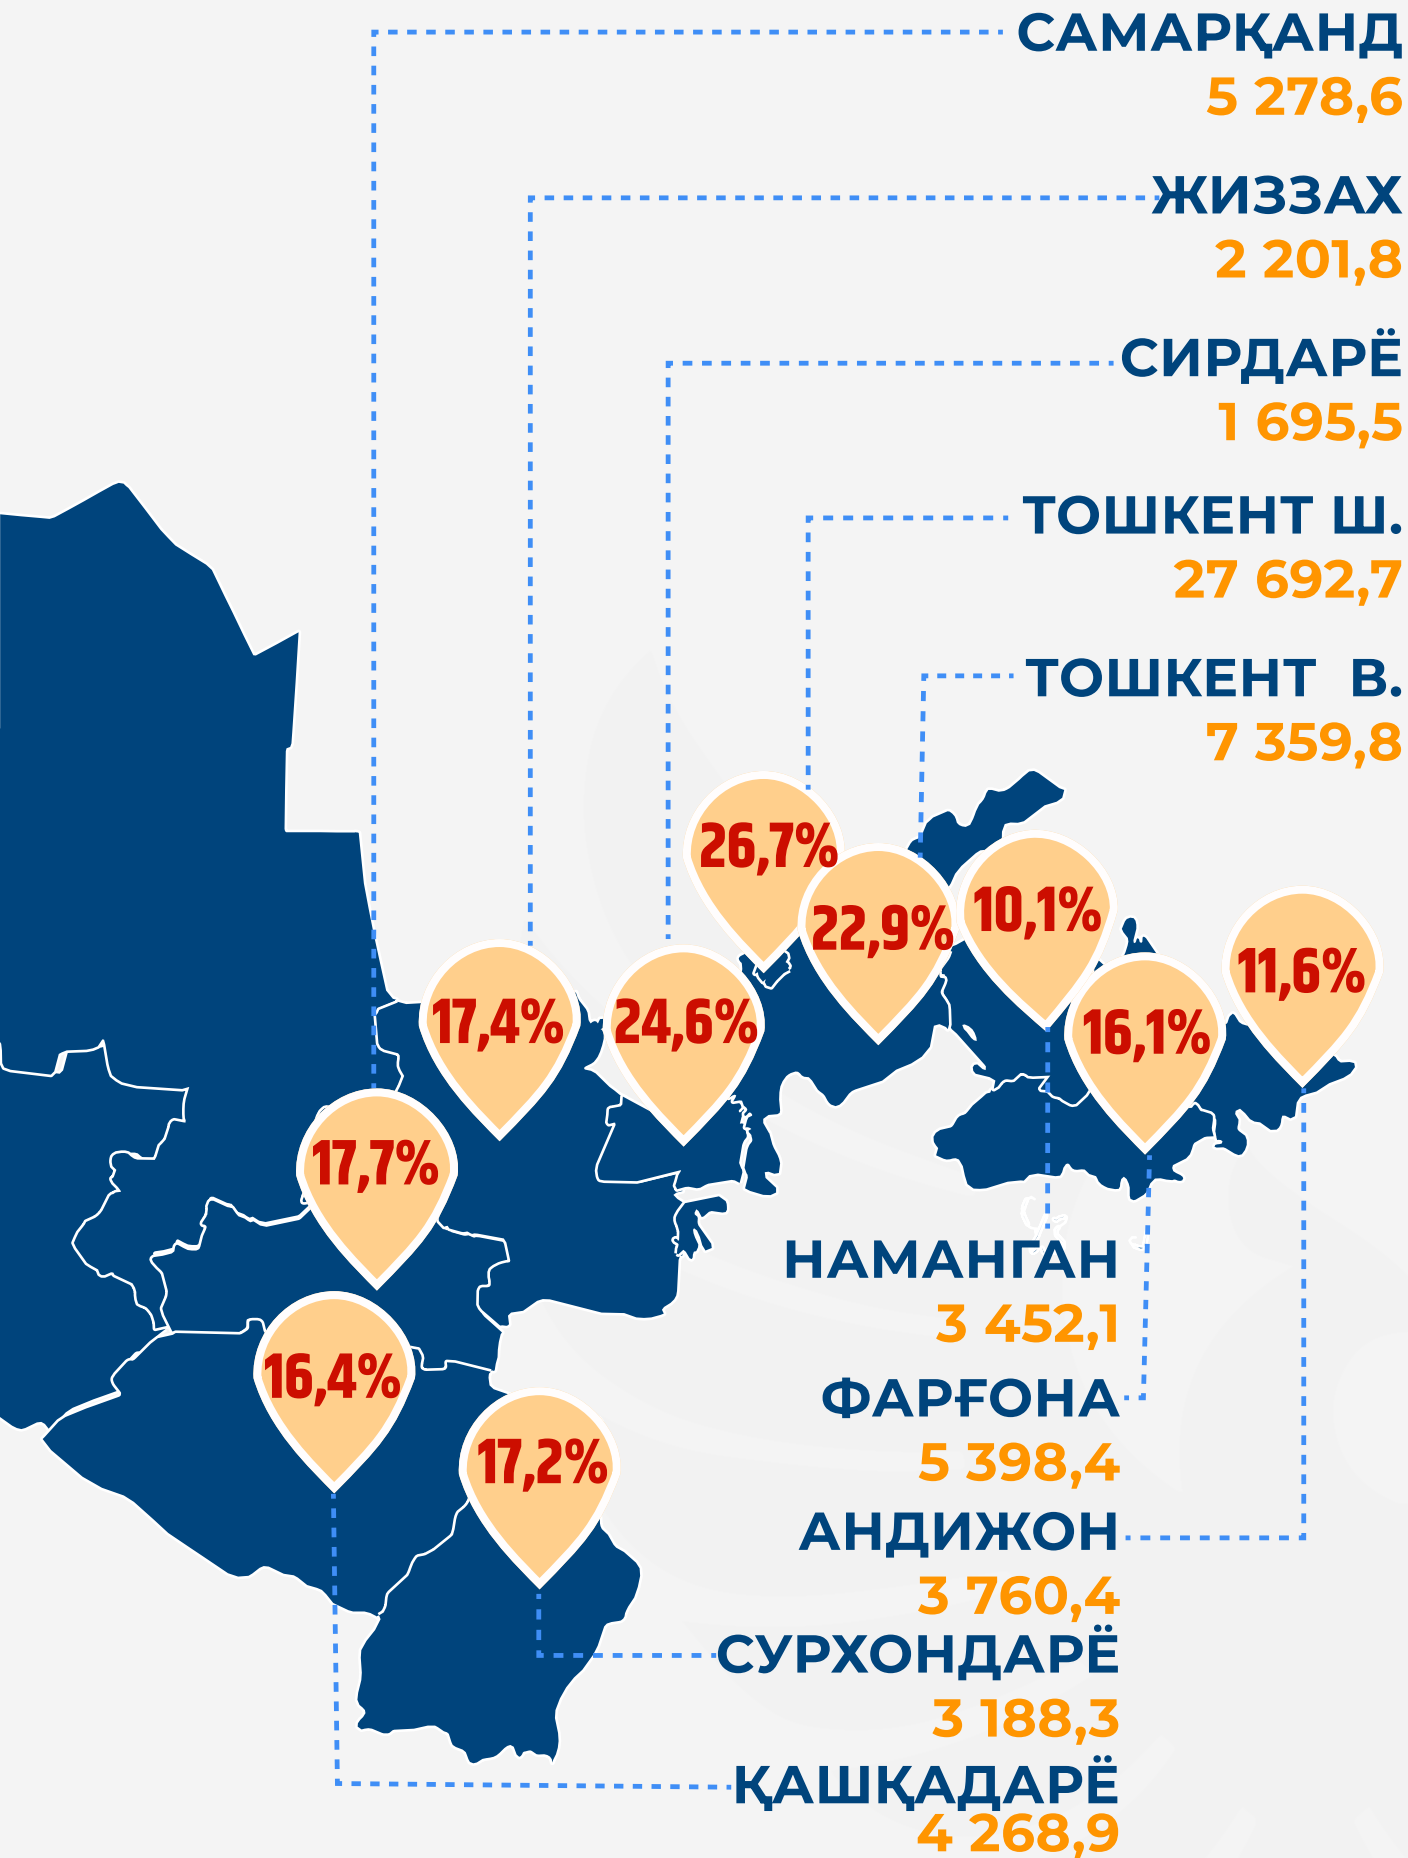 САМАРҚАНД
5 278,6
ЖИЗЗАХ
2 201,8
СИРДАРЁ
1 695,5
ТОШКЕНТ Ш.
27 692,7
ТОШКЕНТ В.
7 359,8
26,7%
22,9%
10,1%
11,6%
17,4%
24,6%
16,1%
17,7%
16,4%
17,2%
НАМАНГАН
3 452,1
ФАРҒОНА
5 398,4
АНДИЖОН
3 760,4
СУРХОНДАРЁ
3 188,3
ҚАШҚАДАРЁ
4 268,9